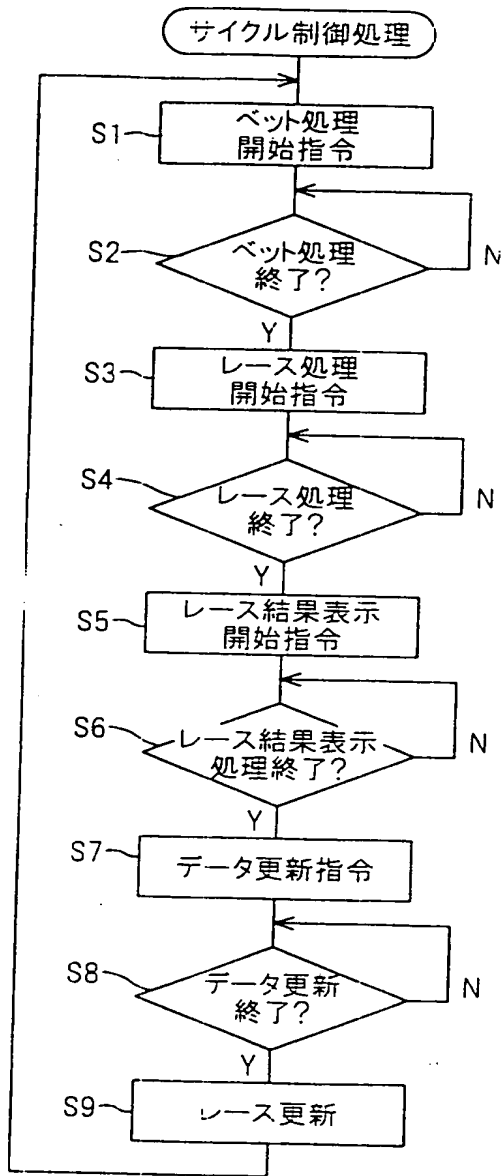 サイクル制御処理
S1
ベット処理
開始指令
S2
ベット処理
終了?
N
Y
S3
レース処理
開始指令
S4
レース処理
終了?
N
Y
S5
レース結果表示
開始指令
S6
レース結果表示
処理終了?
N
Y
S7
データ更新指令
S8
データ更新
終了?
N
Y
S9
レース更新